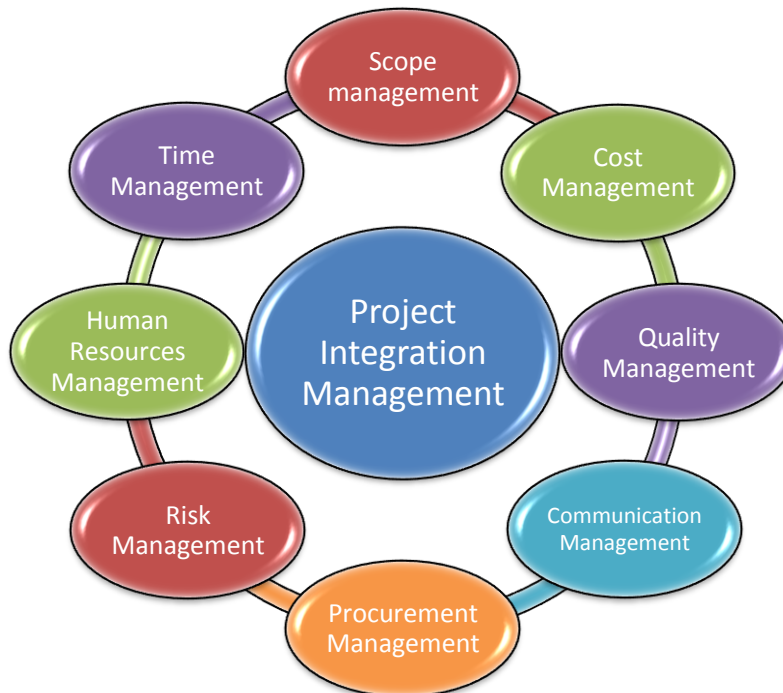 Scope
management
Cost
Management
Quality
Management
Communication
Management
Procurement
Management
Risk
Management
Human
Resources
Management
Time
Management
Project
Integration
Management